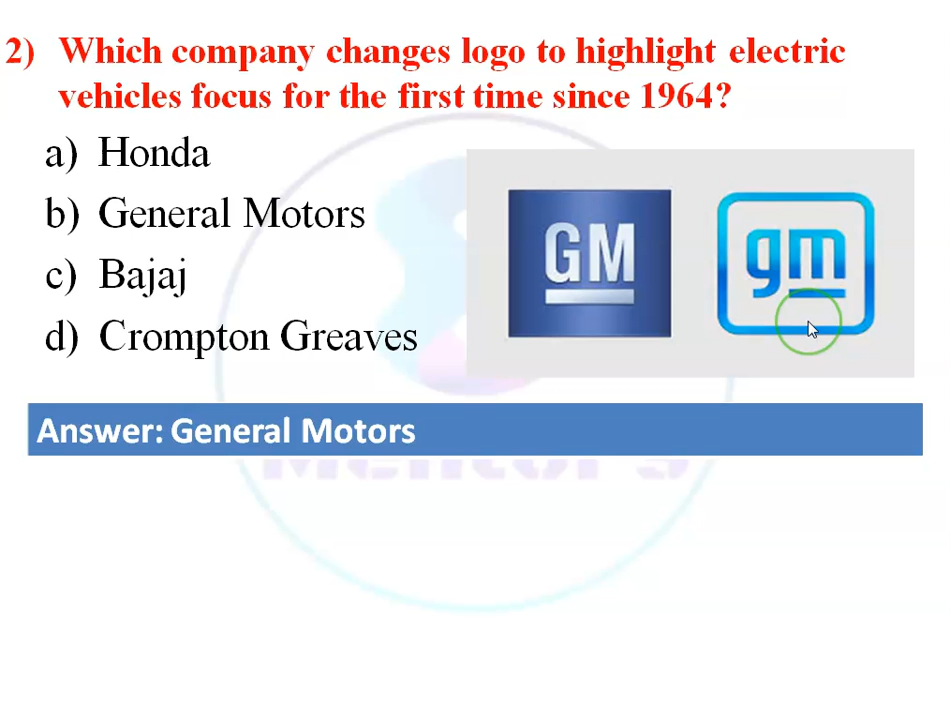 2) Which company changes logo to highlight electric
vehicles focus for the first time since 1964?
a) Honda
b) General Motors
c) Bajaj
d) Crompton Greaves
GM
gm
Answer: General Motors
Mentors